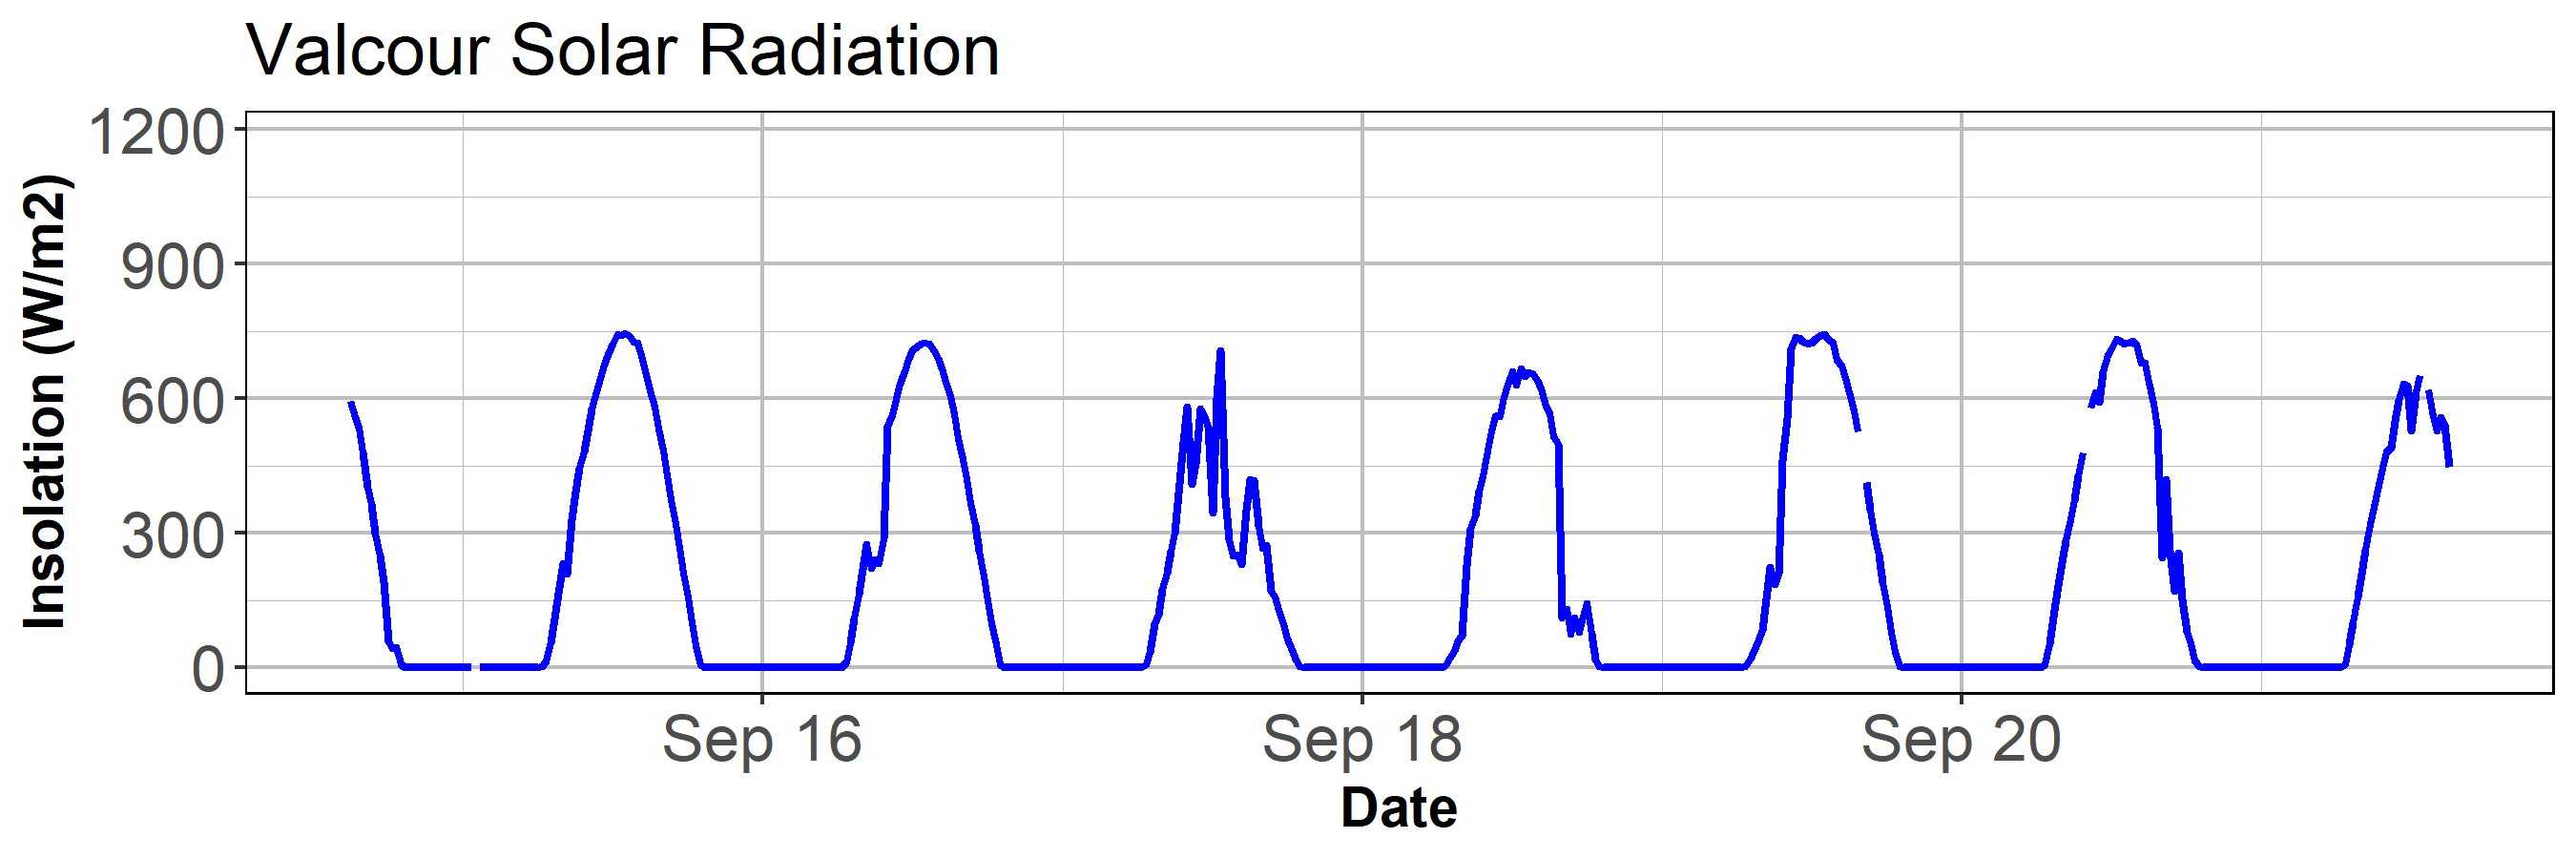 Valcour Solar Radiation
Insolation (W/m2)
1200
900
600
300
0
Sep 16
Sep 18
Sep 20
Date